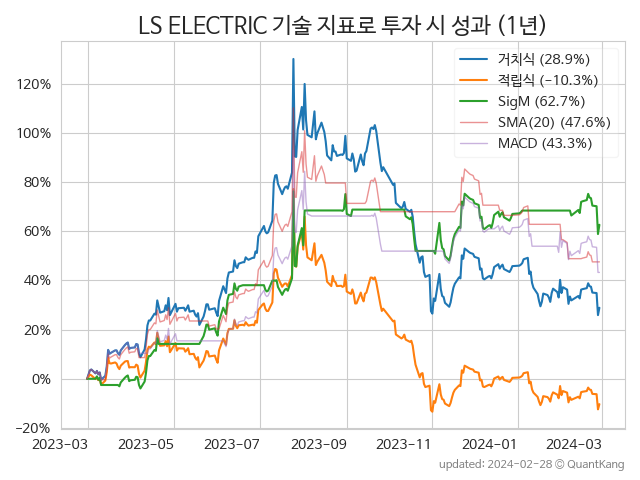 LS ELECTRIC 기술 지표로 투자 시 성과 (1년)
거치식 (28.9%)
적립식 (−10.3%)
SigM (62.7%)
SMA(20) (47.6%)
MACD (43.3%)
120%
100%
80%
60%
40%
20%
0%
−20%
2023-03 2023-05 2023-07 2023-09 2023-11 2024-01 2024-03
updated: 2024-02-28 © QuantKang